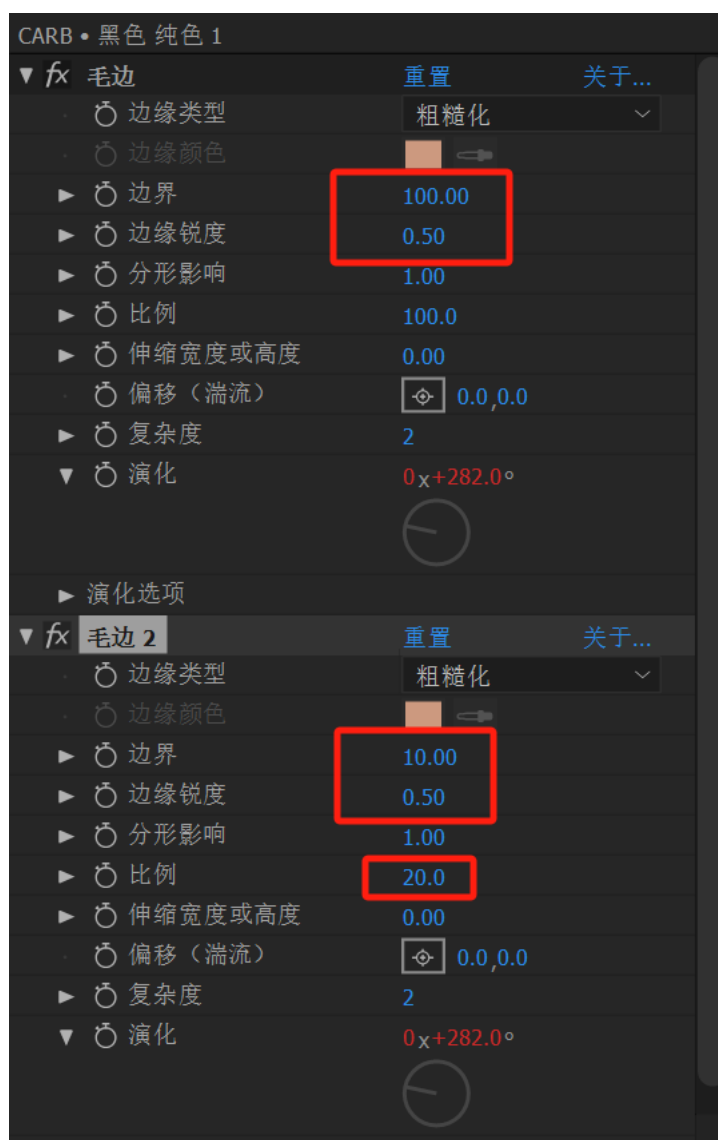 CARB • 黑色 纯色 1
fx 毛边 重置 关于...
边缘类型 粗糙化
边缘颜色
边界 100.00
边缘锐度 0.50
分形影响 1.00
比例 100.0
伸缩宽度或高度 0.00
偏移（湍流） 0.0,0.0
复杂度 2
演化 0x+282.0°
演化选项
fx 毛边 2 重置 关于...
边缘类型 粗糙化
边缘颜色
边界 10.00
边缘锐度 0.50
分形影响 1.00
比例 20.0
伸缩宽度或高度 0.00
偏移（湍流） 0.0,0.0
复杂度 2
演化 0x+282.0°